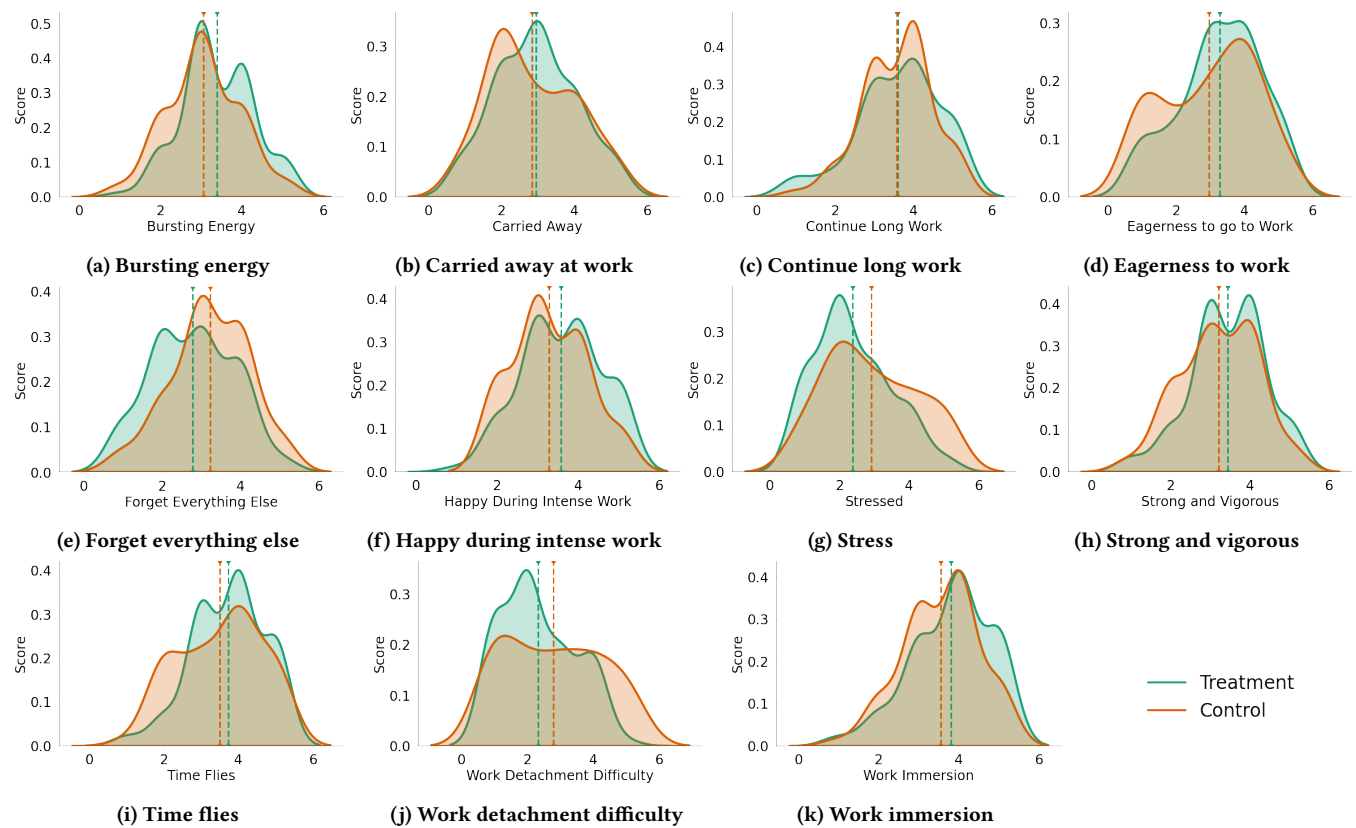 0.5
0.4
0.3
0.2
0.1
0.0
Score
0 2 4 6
Bursting Energy
(a) Bursting energy
0.3
0.2
0.1
0.0
Score
0 2 4 6
Carried Away
(b) Carried away at work
0.4
0.3
0.2
0.1
0.0
Score
0 2 4 6
Continue Long Work
(c) Continue long work
0.3
0.2
0.1
0.0
Score
0 2 4 6
Eagerness to go to Work
(d) Eagerness to work
0.4
0.3
0.2
0.1
0.0
Score
0 2 4 6
Forget Everything Else
(e) Forget everything else
0.4
0.3
0.2
0.1
0.0
Score
0 2 4 6
Happy During Intense Work
(f) Happy during intense work
0.3
0.2
0.1
0.0
Score
0 2 4 6
Stressed
(g) Stress
0.4
0.3
0.2
0.1
0.0
Score
0 2 4 6
Strong and Vigorous
(h) Strong and vigorous
0.4
0.3
0.2
0.1
0.0
Score
0 2 4 6
Time Flies
(i) Time flies
0.3
0.2
0.1
0.0
Score
0 2 4 6
Work Detachment Difficulty
(j) Work detachment difficulty
0.4
0.3
0.2
0.1
0.0
Score
0 2 4 6
Work Immersion
(k) Work immersion
Treatment
Control